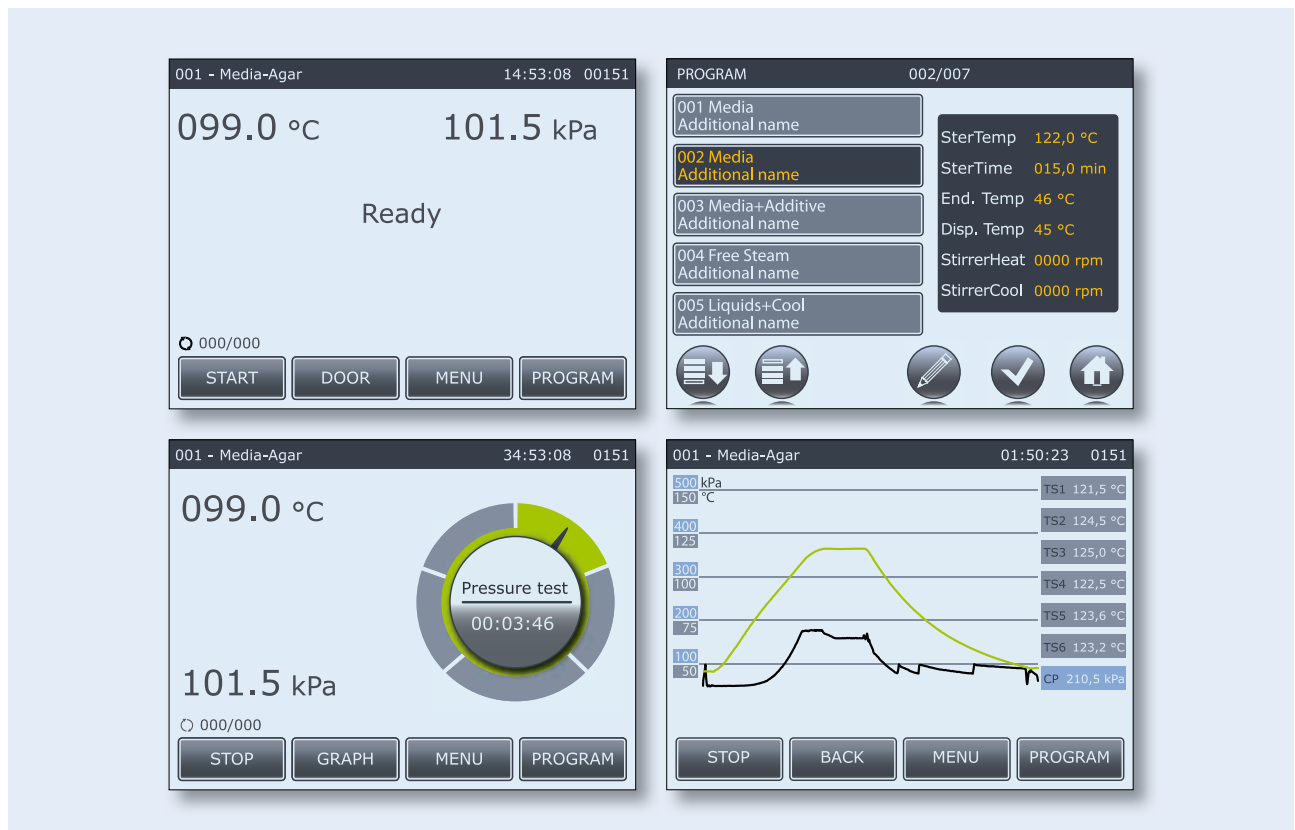 001 - Media-Agar 14:53:08 00151
099.0 °C 101.5 kPa
Ready
000/000
START DOOR MENU PROGRAM
PROGRAM 002/007
001 Media
Additional name
002 Media
Additional name
003 Media+Additive
Additional name
004 Free Steam
Additional name
005 Liquids+Cool
Additional name
SterTemp 122,0 °C
SterTime 015,0 min
End. Temp 46 °C
Disp. Temp 45 °C
StirrerHeat 0000 rpm
StirrerCool 0000 rpm
001 - Media-Agar 34:53:08 0151
099.0 °C
Pressure test
00:03:46
101.5 kPa
000/000
STOP GRAPH MENU PROGRAM
001 - Media-Agar 01:50:23 0151
500 kPa
150 °C
400
125
300
100
200
75
100
50
TS1 121,5 °C
TS2 124,5 °C
TS3 125,0 °C
TS4 122,5 °C
TS5 123,6 °C
TS6 123,2 °C
CP 210,5 kPa
STOP BACK MENU PROGRAM